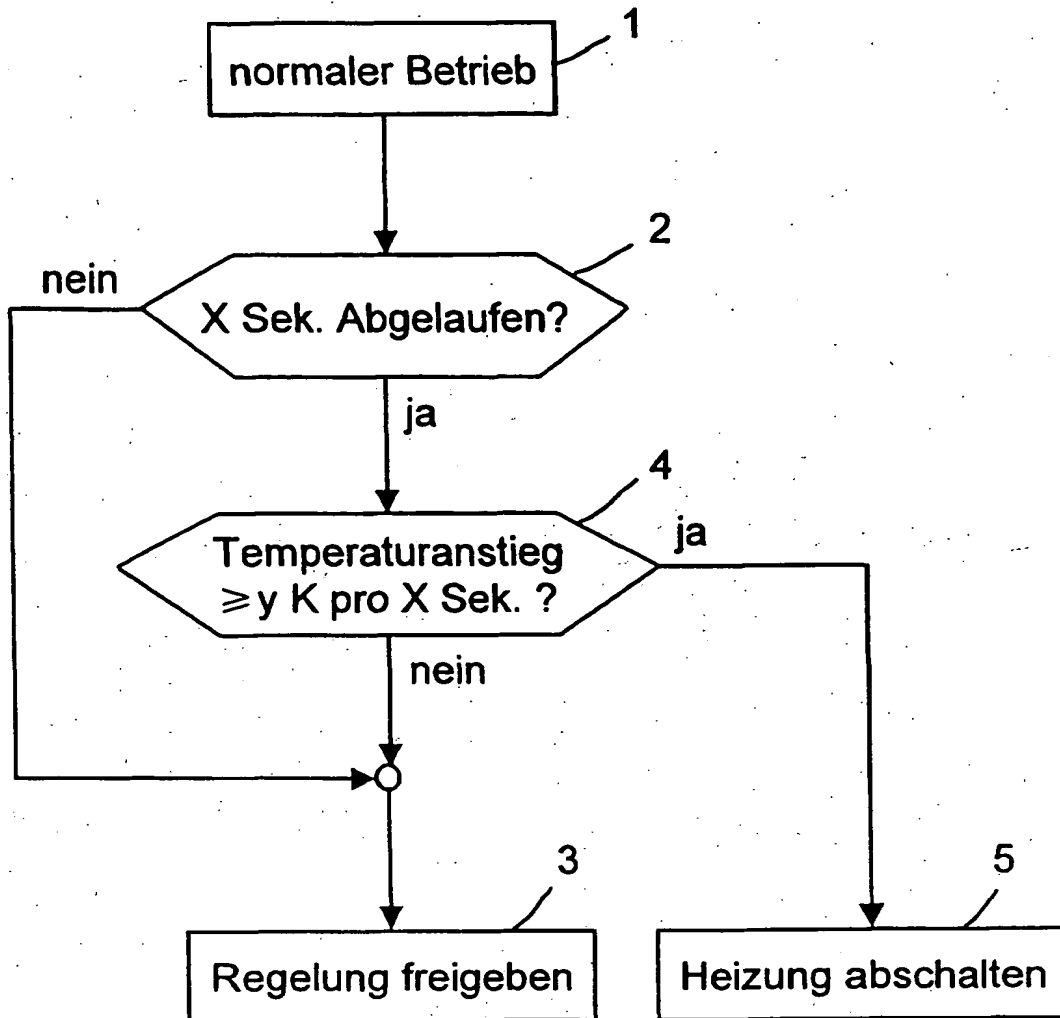 1
normaler Betrieb
2
nein
X Sek. Abgelaufen?
ja
4
Temperaturanstieg
≥ y K pro X Sek. ?
ja
nein
3
5
Regelung freigeben
Heizung abschalten